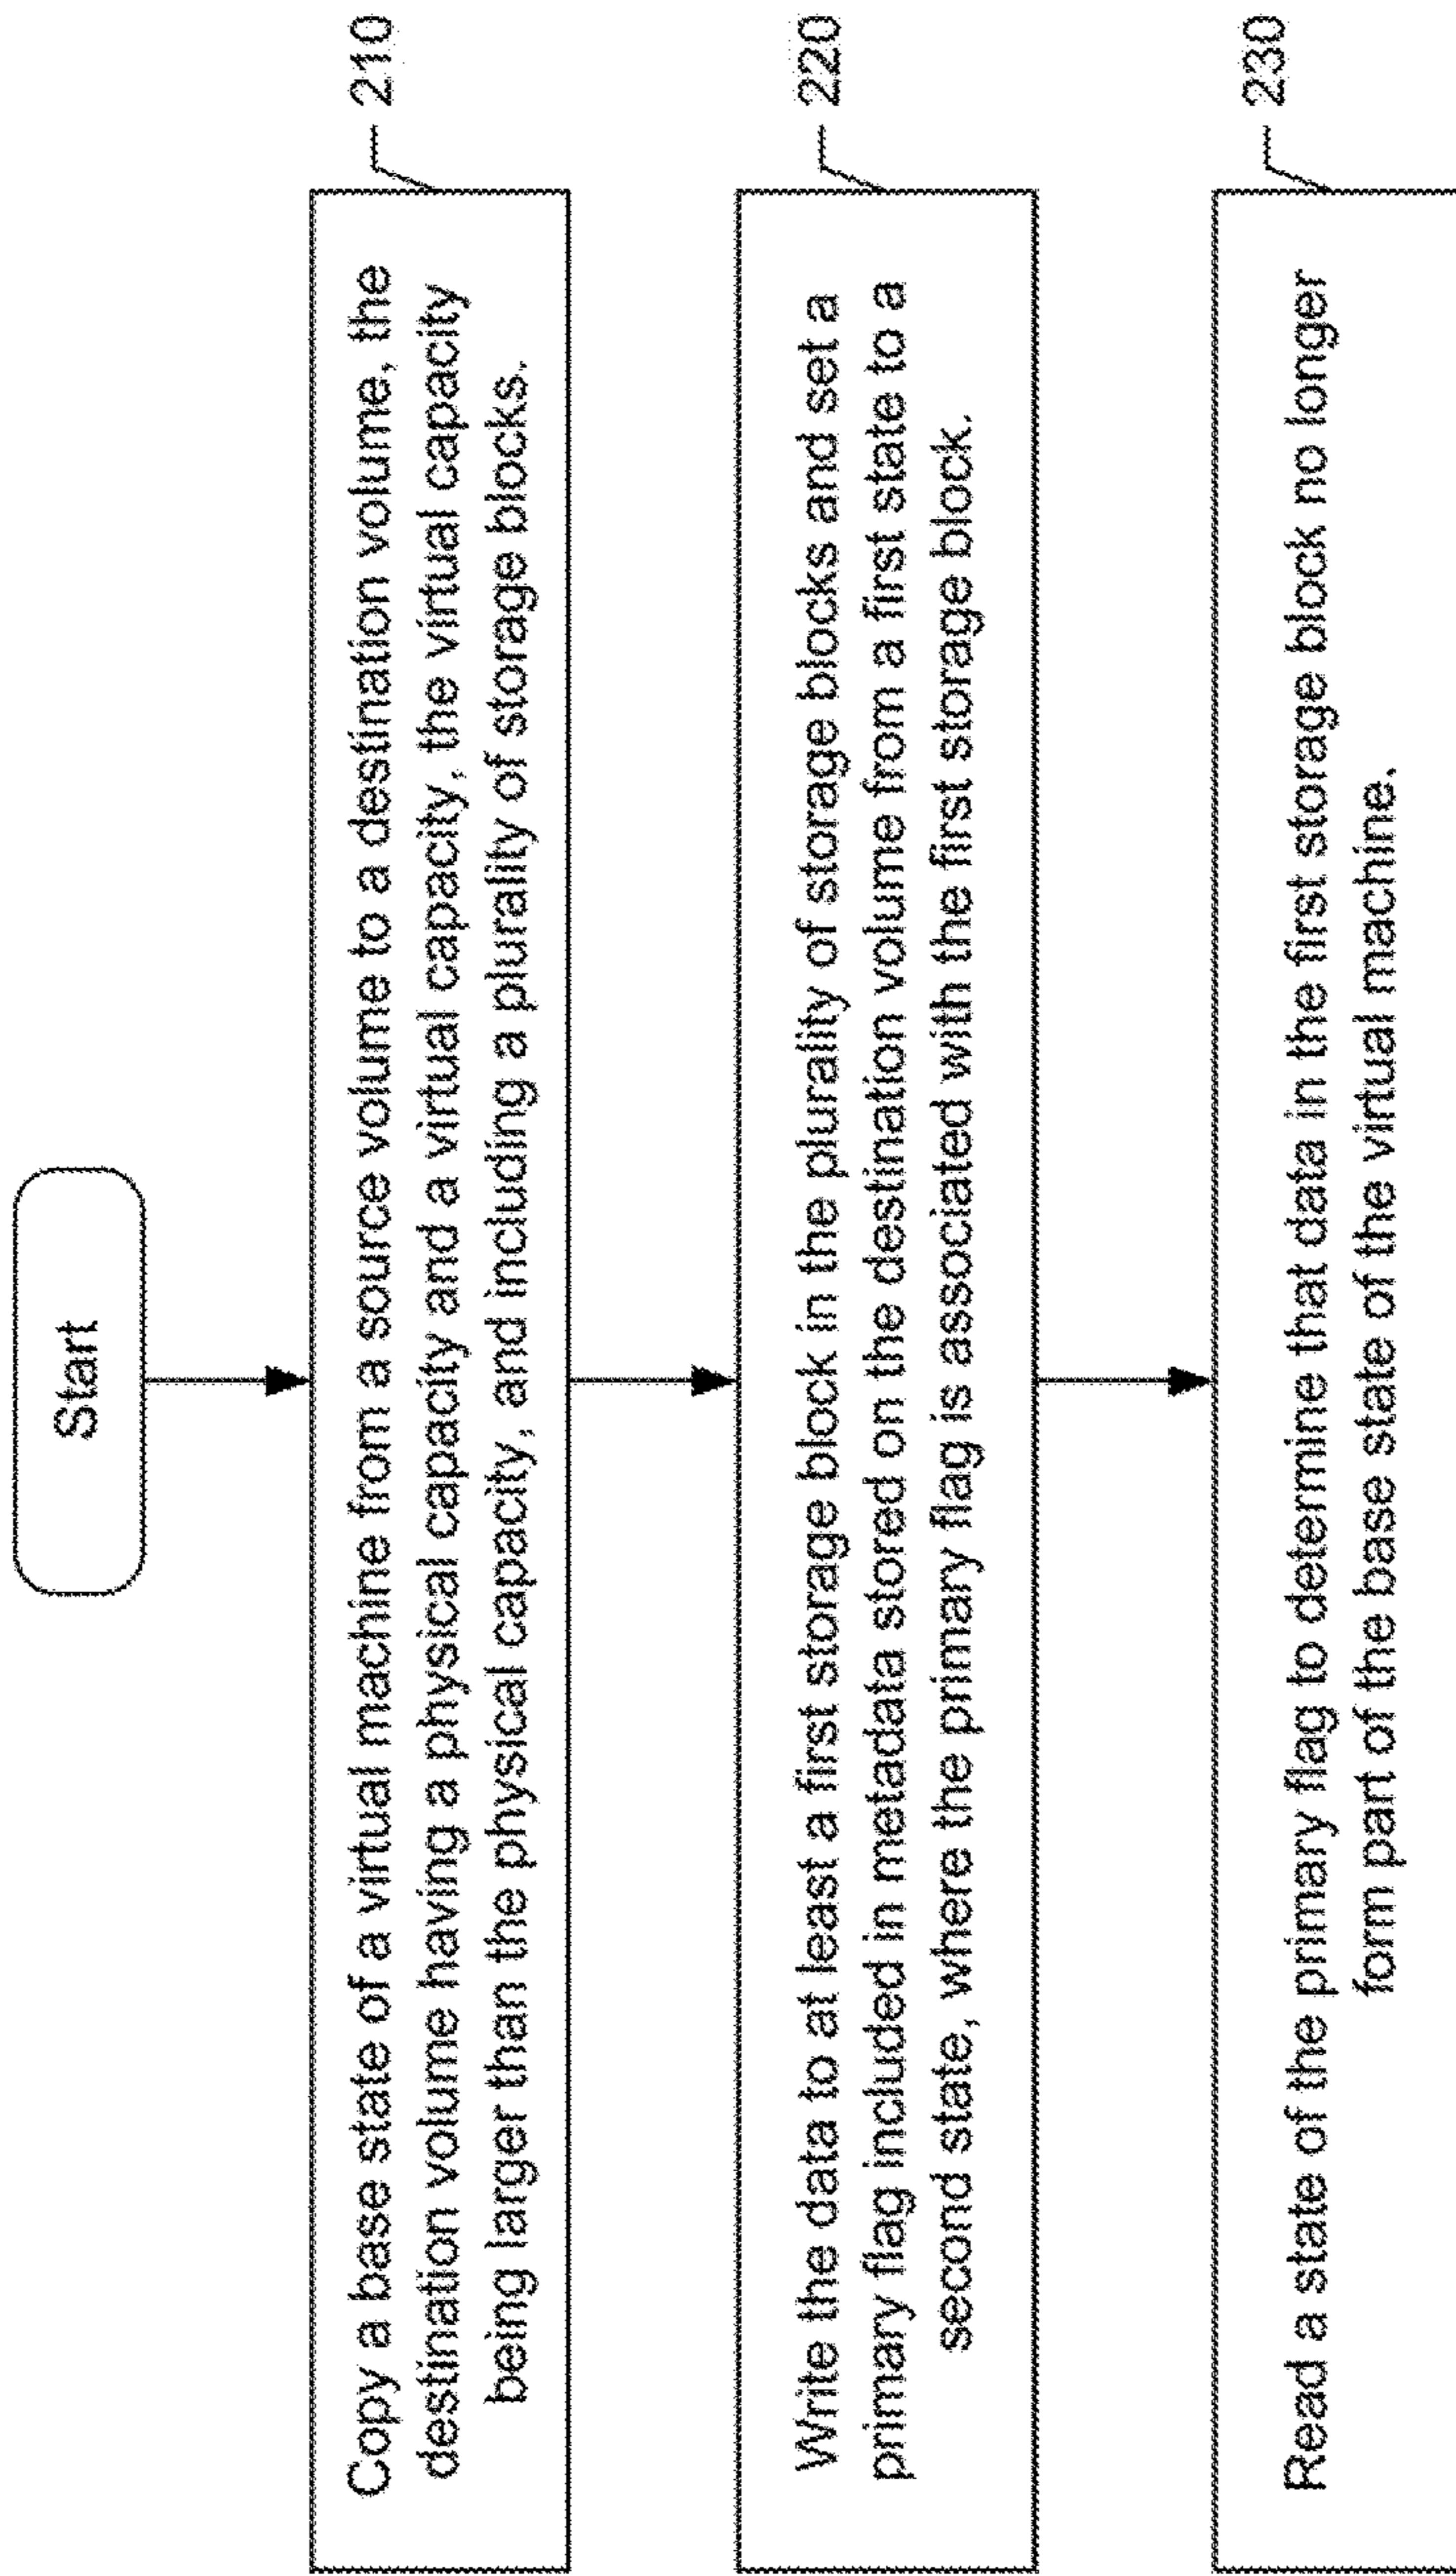 Start
Copy a base state of a virtual machine from a source volume to a destination volume, the
destination volume having a physical capacity and a virtual capacity, the virtual capacity
being larger than the physical capacity, and including a plurality of storage blocks.
210
Write the data to at least a first storage block in the plurality of storage blocks and set a
primary flag included in metadata stored on the destination volume from a first state to a
second state, where the primary flag is associated with the first storage block.
220
Read a state of the primary flag to determine that data in the first storage block no longer
form part of the base state of the virtual machine.
230